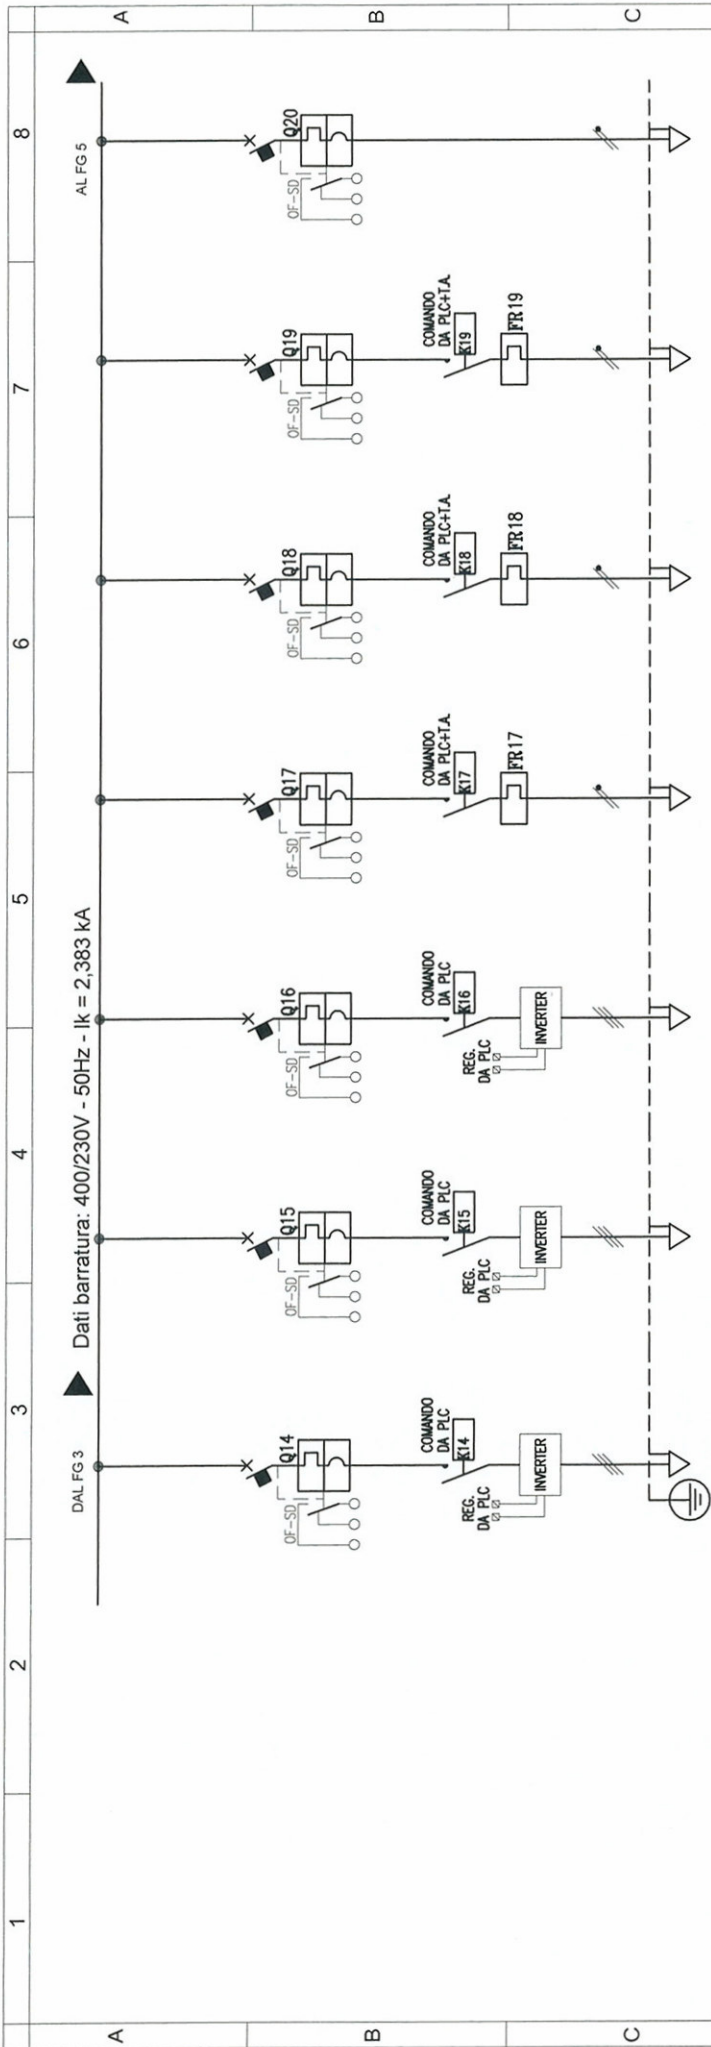 1 2 3 4 5 6 7 8
A A
B B
C C
DAL FG 3
Dati barratura: 400/230V - 50Hz - Ik = 2,383 kA
AL FG 5
Q14
OF-SD
COMANDO
DA PLC
K14
REG.
DA PLC
INVERTER
Q15
OF-SD
COMANDO
DA PLC
K15
REG.
DA PLC
INVERTER
Q16
OF-SD
COMANDO
DA PLC
K16
REG.
DA PLC
INVERTER
Q17
OF-SD
COMANDO
DA PLC+T.A.
K17
FR17
Q18
OF-SD
COMANDO
DA PLC+T.A.
K18
FR18
Q19
OF-SD
COMANDO
DA PLC+T.A.
K19
FR19
Q20
OF-SD